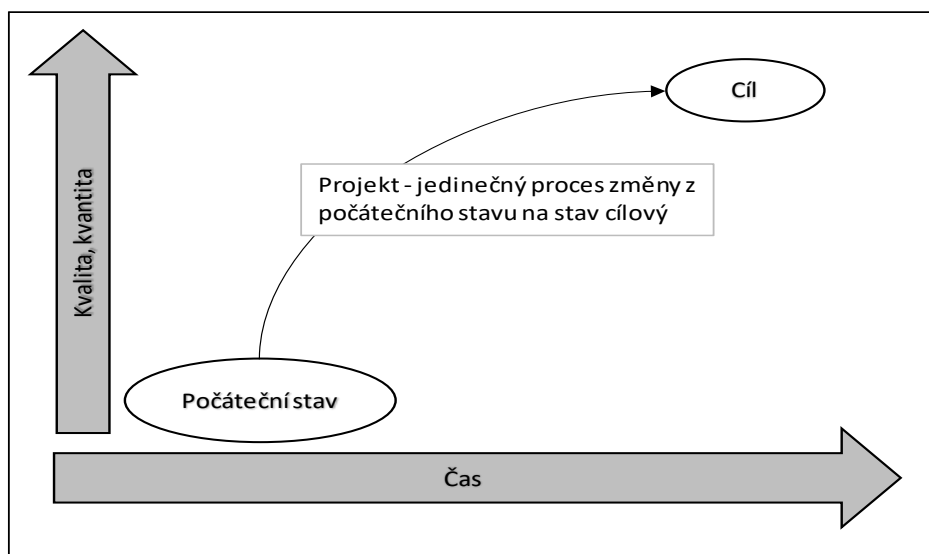 Cíl
Projekt - jedinečný proces změny z
počátečního stavu na stav cílový
Kvalita, kvantita
Počáteční stav
Čas